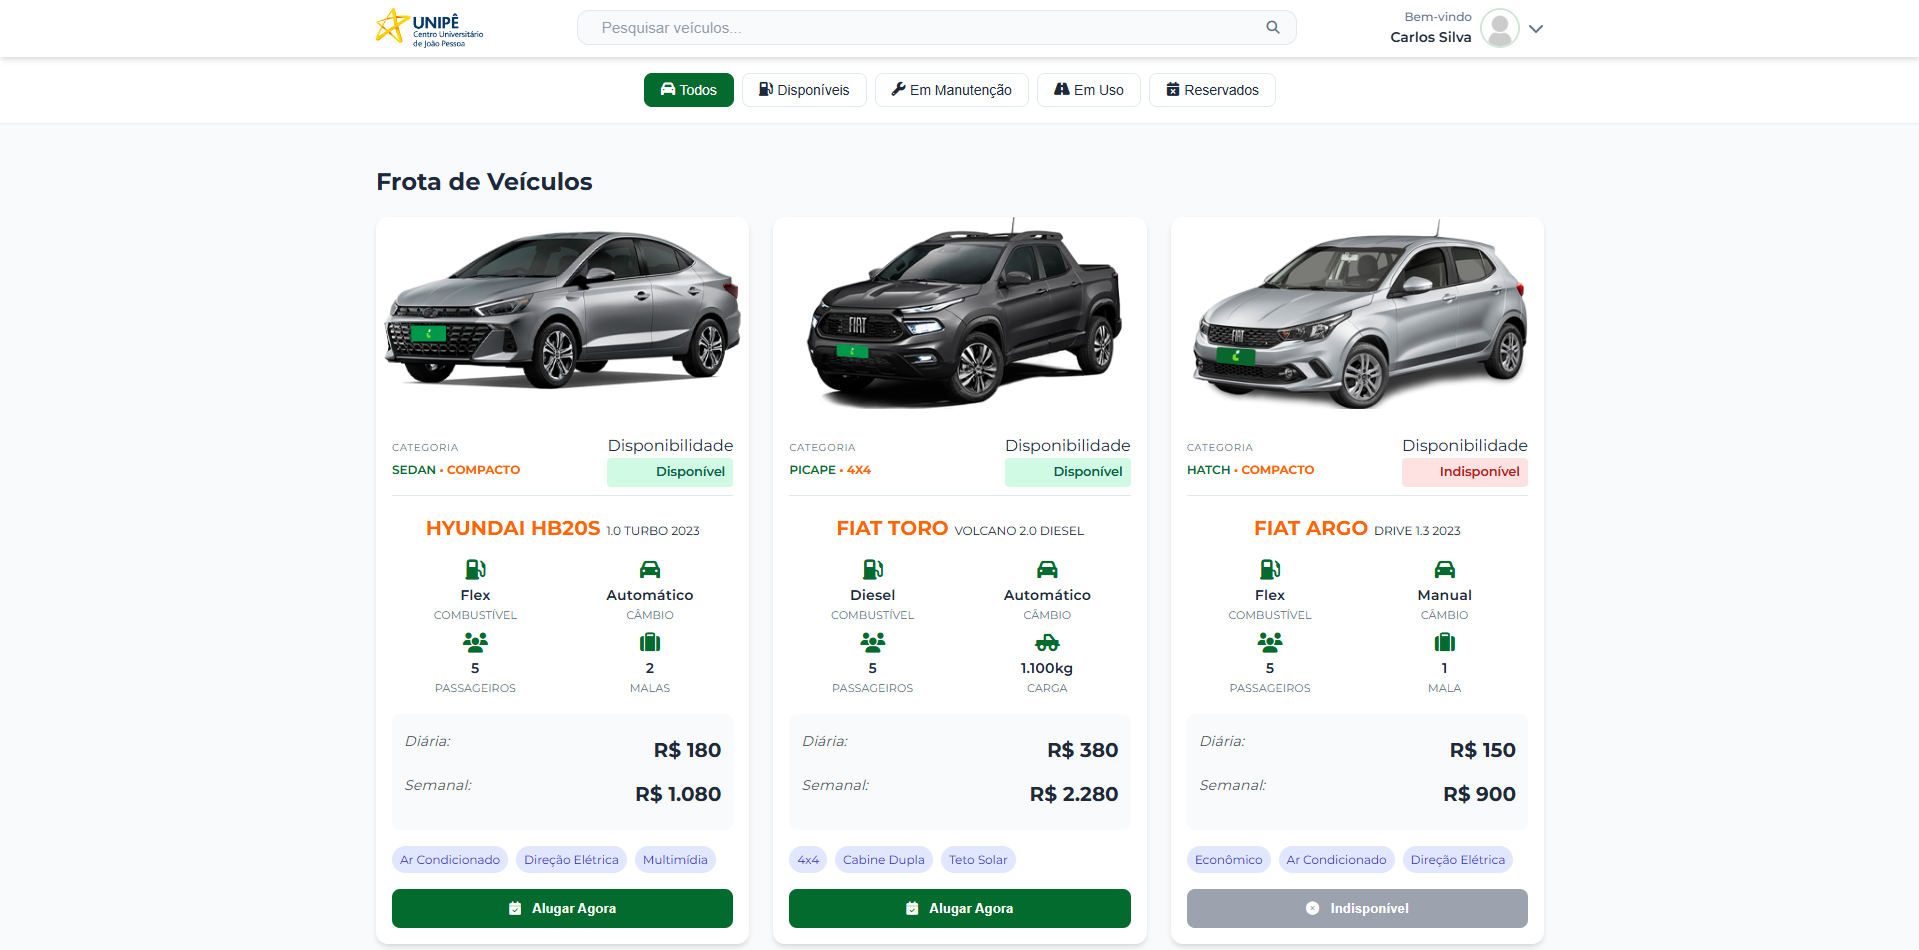 UNIPÊ
Centro Universitário
de João Pessoa
Pesquisar veículos...
Bem-vindo
Carlos Silva
Todos
Disponíveis
Em Manutenção
Em Uso
Reservados
Frota de Veículos
CATEGORIA
SEDAN • COMPACTO
Disponibilidade
Disponível
HYUNDAI HB20S 1.0 TURBO 2023
Flex
COMBUSTÍVEL
Automático
CÂMBIO
5
PASSAGEIROS
2
MALAS
Diária:
R$ 180
Semanal:
R$ 1.080
Ar Condicionado
Direção Elétrica
Multimídia
Alugar Agora
FIAT
CATEGORIA
PICAPE • 4X4
Disponibilidade
Disponível
FIAT TORO VOLCANO 2.0 DIESEL
Diesel
COMBUSTÍVEL
Automático
CÂMBIO
5
PASSAGEIROS
1.100kg
CARGA
Diária:
R$ 380
Semanal:
R$ 2.280
4x4
Cabine Dupla
Teto Solar
Alugar Agora
FIAT
CATEGORIA
HATCH • COMPACTO
Disponibilidade
Indisponível
FIAT ARGO DRIVE 1.3 2023
Flex
COMBUSTÍVEL
Manual
CÂMBIO
5
PASSAGEIROS
1
MALA
Diária:
R$ 150
Semanal:
R$ 900
Econômico
Ar Condicionado
Direção Elétrica
Indisponível